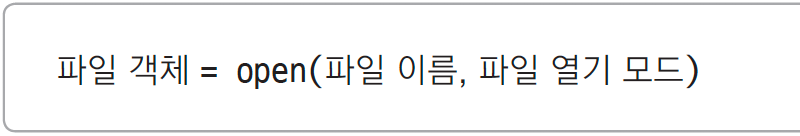 파일 객체 = open(파일 이름, 파일 열기 모드)